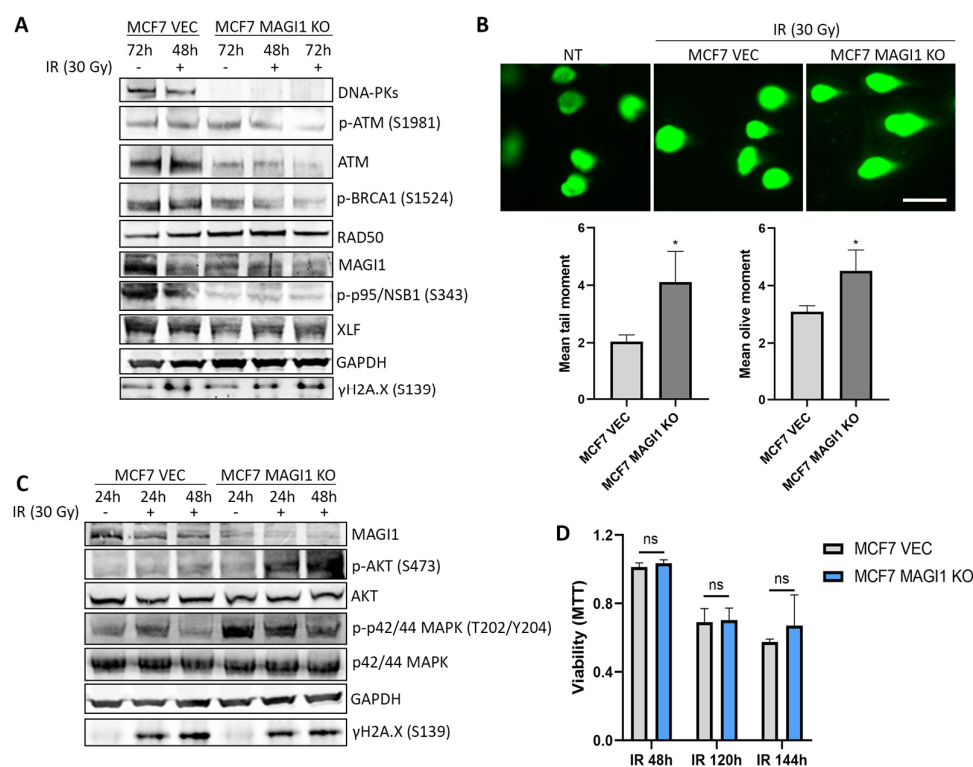 A
MCF7 VEC MCF7 MAGI1 KO
72h 48h 72h 48h 72h
IR (30 Gy) - + - + +
DNA-PKs
p-ATM (S1981)
ATM
p-BRCA1 (S1524)
RAD50
MAGI1
p-p95/NSB1 (S343)
XLF
GAPDH
γH2A.X (S139)
B
IR (30 Gy)
NT MCF7 VEC MCF7 MAGI1 KO
Mean tail moment
6
4
2
0
*
MCF7 VEC
MCF7 MAGI1 KO
Mean olive moment
6
4
2
0
*
MCF7 VEC
MCF7 MAGI1 KO
C
MCF7 VEC MCF7 MAGI1 KO
24h 24h 48h 24h 24h 48h
IR (30 Gy) - + + - + +
MAGI1
p-AKT (S473)
AKT
p-p42/44 MAPK (T202/Y204)
p42/44 MAPK
GAPDH
γH2A.X (S139)
D
Viability (MTT)
1.2
0.8
0.4
0.0
ns
ns
ns
IR 48h IR 120h IR 144h
MCF7 VEC
MCF7 MAGI1 KO